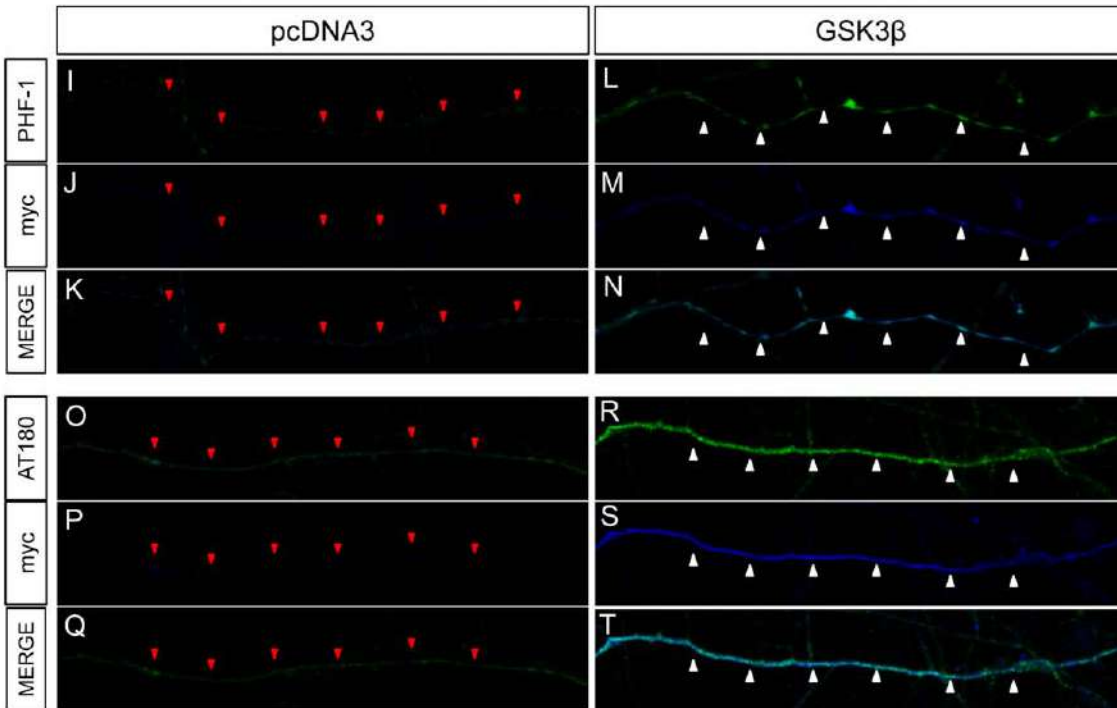 pcDNA3 GSK3β
PHF-1 I L
myc J M
MERGE K N
AT180 O R
myc P S
MERGE Q T